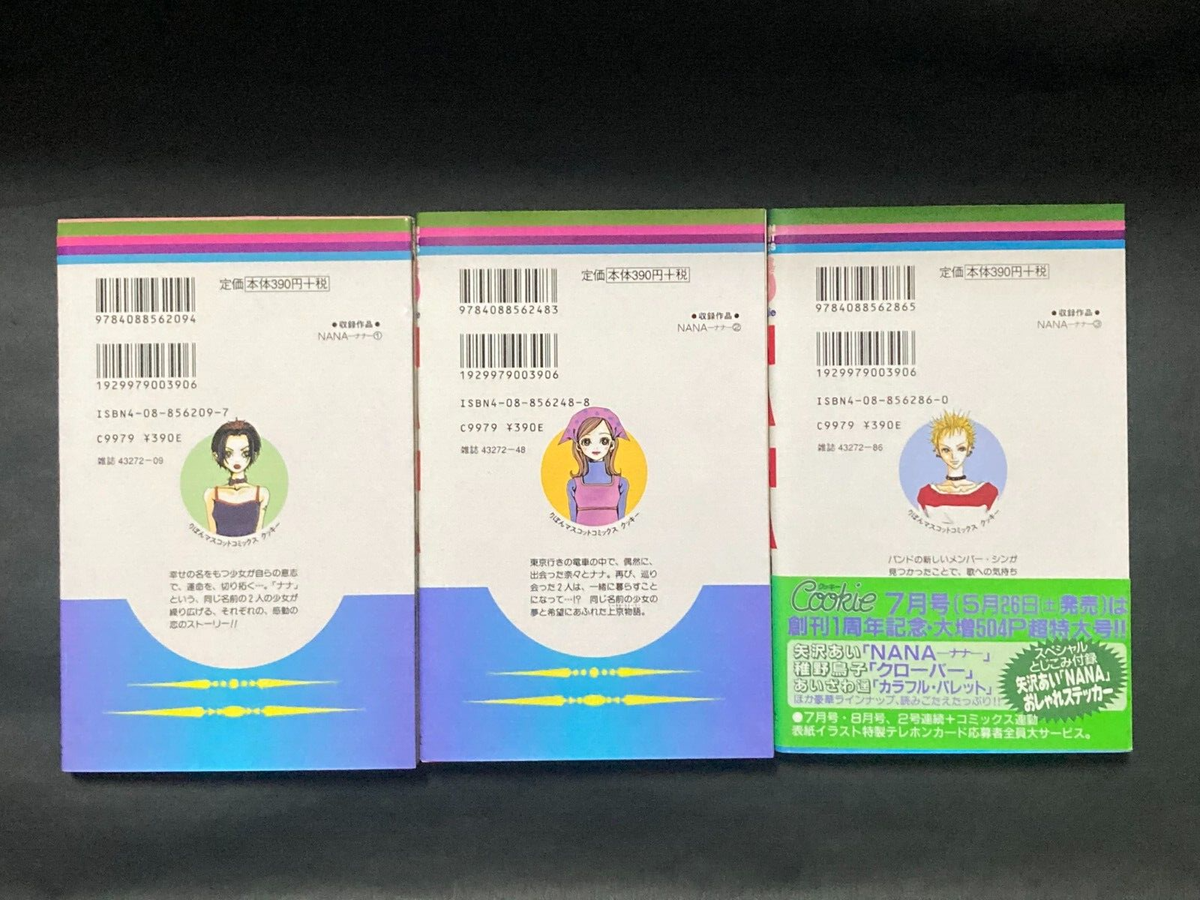 9784088562094
定価 本体390円+税
●収録作品●
NANA—ナナ—①
1929979003906
ISBN4-08-856209-7
C9979 ¥390E
雑誌 43272-09
りぼんマスコットコミックス クッキー
幸せの名をもつ少女が自らの意志
で、運命を、切り拓く…。「ナナ」
という、同じ名前の2人の少女が
繰り広げる、それぞれの、感動の
恋のストーリー!!
9784088562483
定価 本体390円+税
●収録作品●
NANA—ナナ—②
1929979003906
ISBN4-08-856248-8
C9979 ¥390E
雑誌 43272-48
りぼんマスコットコミックス クッキー
東京行きの電車の中で、偶然に、
出会った奈々とナナ。再び、巡り
会った2人は、一緒に暮らすこと
になって…!? 同じ名前の少女の
夢と希望にあふれた上京物語。
9784088562865
定価 本体390円+税
●収録作品●
NANA—ナナ—③
1929979003906
ISBN4-08-856286-0
C9979 ¥390E
雑誌 43272-86
りぼんマスコットコミックス クッキー
バンドの新しいメンバー・シンが
見つかったことで、歌への気持ち
クッキー
Cookie 7月号(5月26日(土)発売)は
創刊1周年記念・大増504P超特大号!!
矢沢あい「NANA—ナナ—」
稚野鳥子「クローバー」
あいざわ遥「カラフル・パレット」
ほか豪華ラインナップ、読みごたえたっぷり!!
スペシャル
とじこみ付録
矢沢あい「NANA」
おしゃれステッカー
●7月号・8月号、2号連続+コミックス連動
表紙イラスト特製テレホンカード応募者全員大サービス。